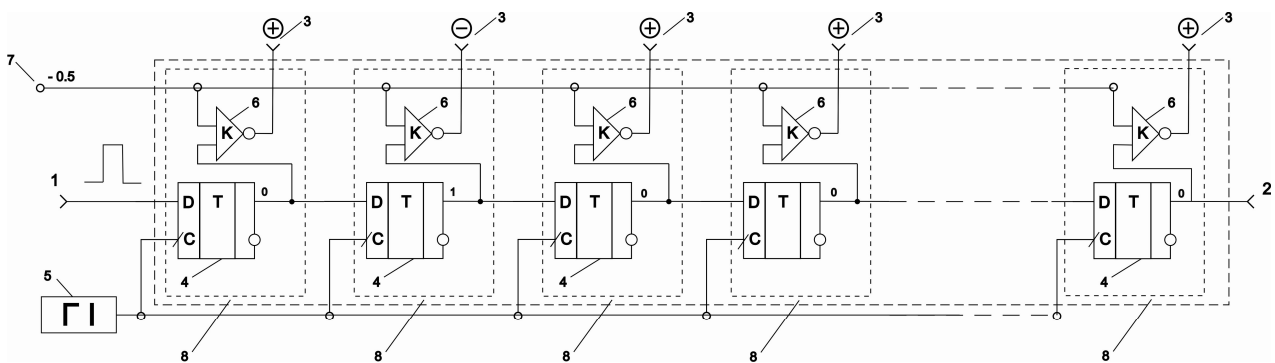 3 3 3 3 3
7
- 0.5
6 6 6 6 6
K K K K K
1
D T 0 D T 1 D T 0 D T 0 D T 0
2
C C C C C
5 4 4 4 4 4
ГІ
8 8 8 8 8